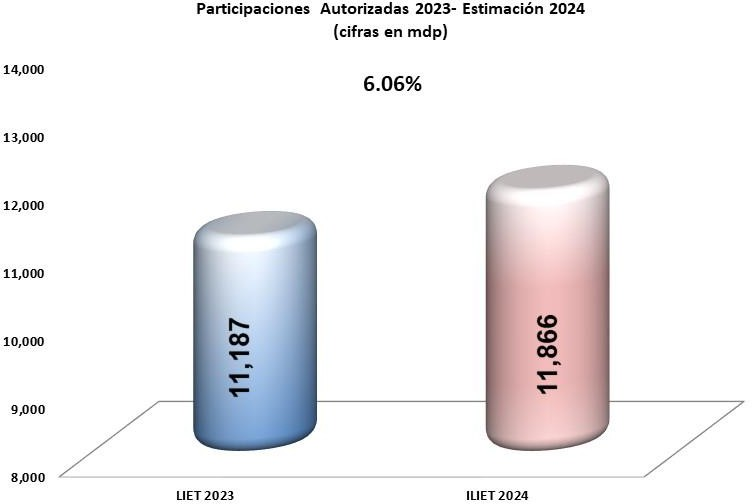 Participaciones Autorizadas 2023- Estimación 2024
(cifras en mdp)
14,000
6.06%
13,000
12,000
11,000
10,000
11,187
11,866
9,000
8,000
LIET 2023
ILIET 2024